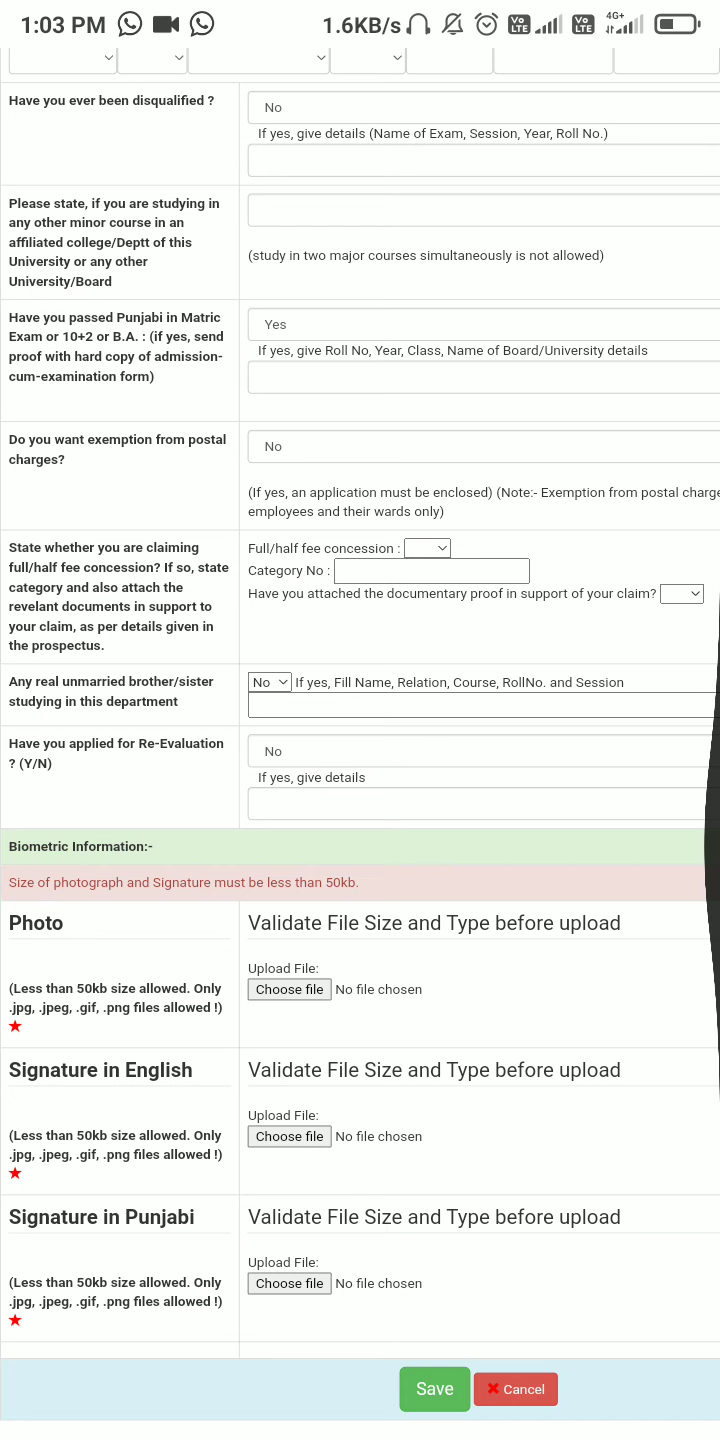 1:03 PM 1.6KB/s Vo LTE Vo LTE 4G+
Have you ever been disqualified ?
No
If yes, give details (Name of Exam, Session, Year, Roll No.)
Please state, if you are studying in
any other minor course in an
affiliated college/Deptt of this
University or any other
University/Board
(study in two major courses simultaneously is not allowed)
Have you passed Punjabi in Matric
Exam or 10+2 or B.A. : (if yes, send
proof with hard copy of admission-
cum-examination form)
Yes
If yes, give Roll No, Year, Class, Name of Board/University details
Do you want exemption from postal
charges?
No
(If yes, an application must be enclosed) (Note:- Exemption from postal charge
employees and their wards only)
State whether you are claiming
full/half fee concession? If so, state
category and also attach the
revelant documents in support to
your claim, as per details given in
the prospectus.
Full/half fee concession :
Category No :
Have you attached the documentary proof in support of your claim?
Any real unmarried brother/sister
studying in this department
No If yes, Fill Name, Relation, Course, RollNo. and Session
Have you applied for Re-Evaluation
? (Y/N)
No
If yes, give details
Biometric Information:-
Size of photograph and Signature must be less than 50kb.
Photo
(Less than 50kb size allowed. Only
.jpg, .jpeg, .gif, .png files allowed !)
Validate File Size and Type before upload
Upload File:
Choose file No file chosen
Signature in English
(Less than 50kb size allowed. Only
.jpg, .jpeg, .gif, .png files allowed !)
Validate File Size and Type before upload
Upload File:
Choose file No file chosen
Signature in Punjabi
(Less than 50kb size allowed. Only
.jpg, .jpeg, .gif, .png files allowed !)
Validate File Size and Type before upload
Upload File:
Choose file No file chosen
Save Cancel